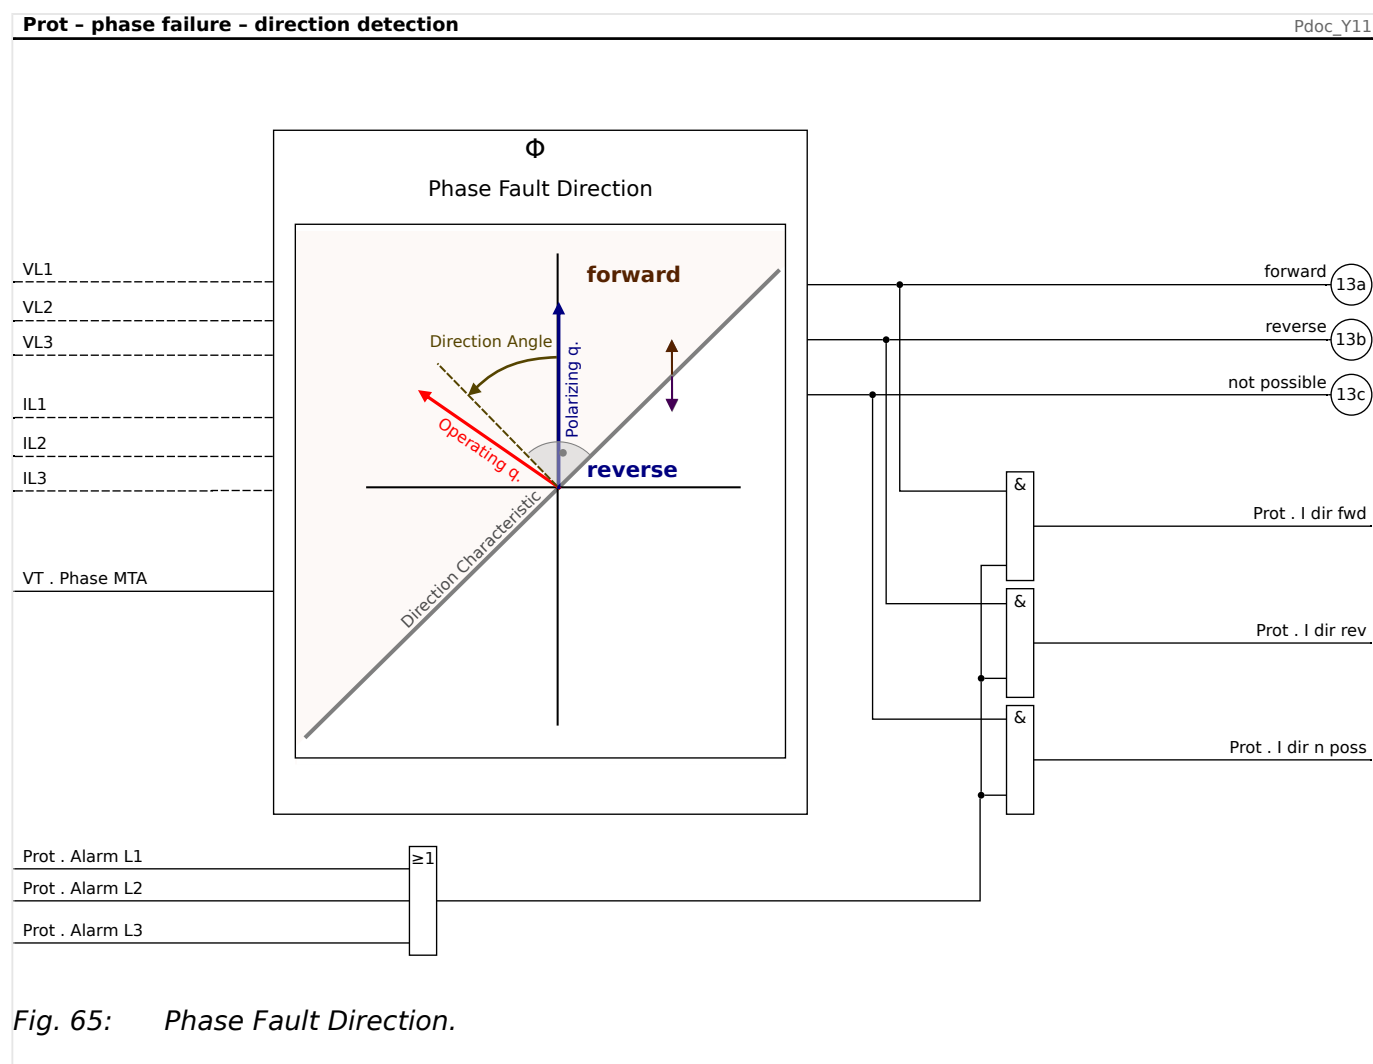 Prot – phase failure – direction detection
Pdoc_Y11
Φ
Phase Fault Direction
VL1
VL2
VL3
IL1
IL2
IL3
VT . Phase MTA
forward
Direction Angle
Polarizing q.
Operating q.
reverse
Direction Characteristic
forward
13a
reverse
13b
not possible
13c
&
Prot . I dir fwd
&
Prot . I dir rev
&
Prot . I dir n poss
Prot . Alarm L1
≥1
Prot . Alarm L2
Prot . Alarm L3
Fig. 65: Phase Fault Direction.